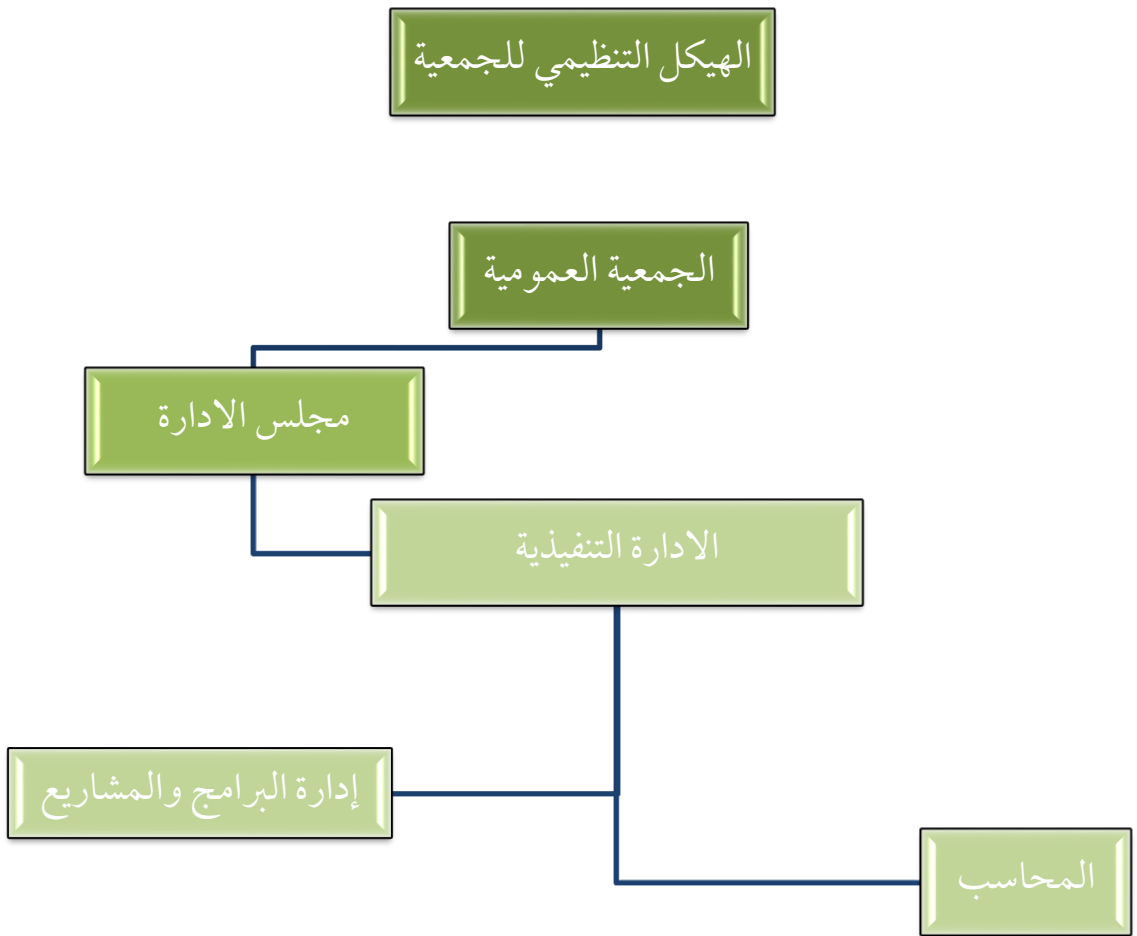 الهيكل التنظيمي للجمعية
الجمعية العمومية
مجلس الادارة
الادارة التنفيذية
إدارة البرامج والمشاريع
المحاسب